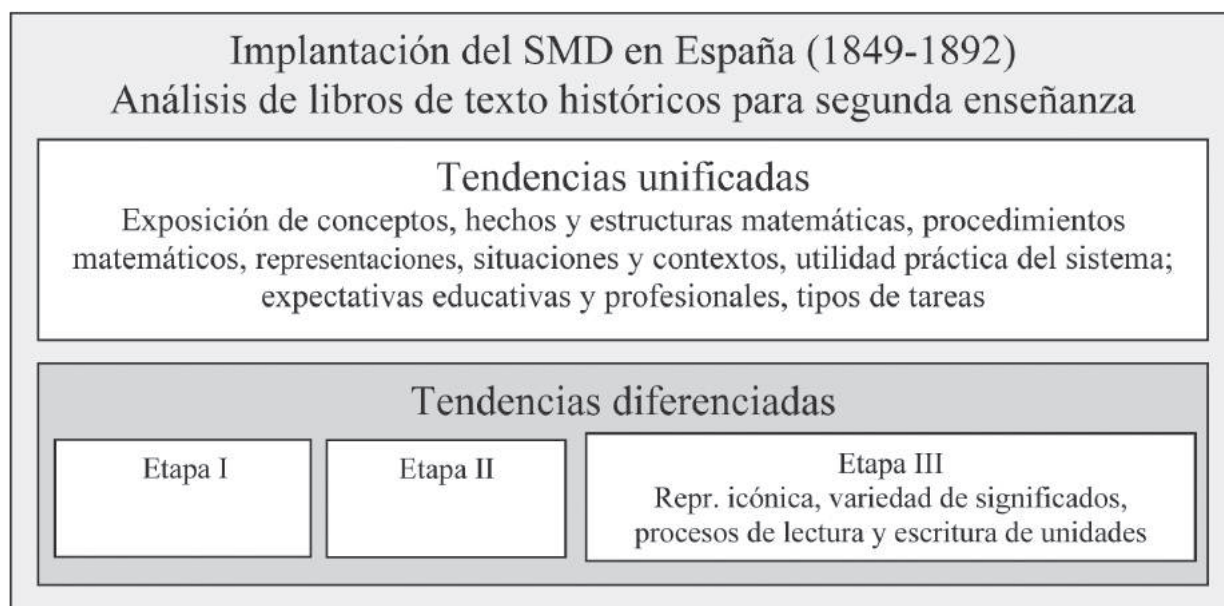 Implantación del SMD en España (1849-1892)
Análisis de libros de texto históricos para segunda enseñanza
Tendencias unificadas
Exposición de conceptos, hechos y estructuras matemáticas, procedimientos
matemáticos, representaciones, situaciones y contextos, utilidad práctica del sistema;
expectativas educativas y profesionales, tipos de tareas
Tendencias diferenciadas
Etapa I
Etapa II
Etapa III
Repr. icónica, variedad de significados,
procesos de lectura y escritura de unidades